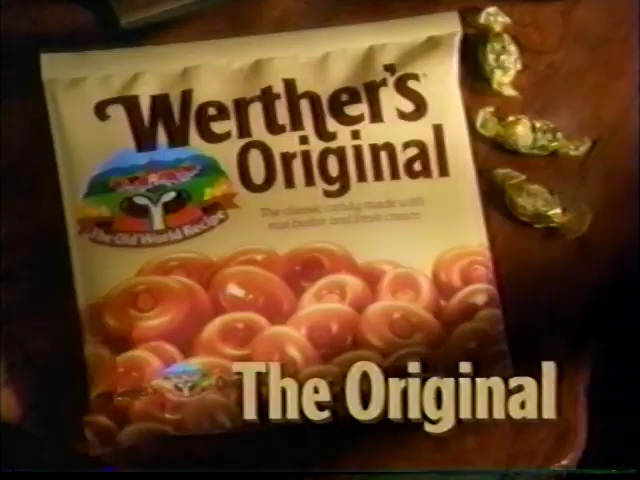 Werther's
Original
The classic candy made with
real butter and fresh cream
The Old World Recipe
The Original